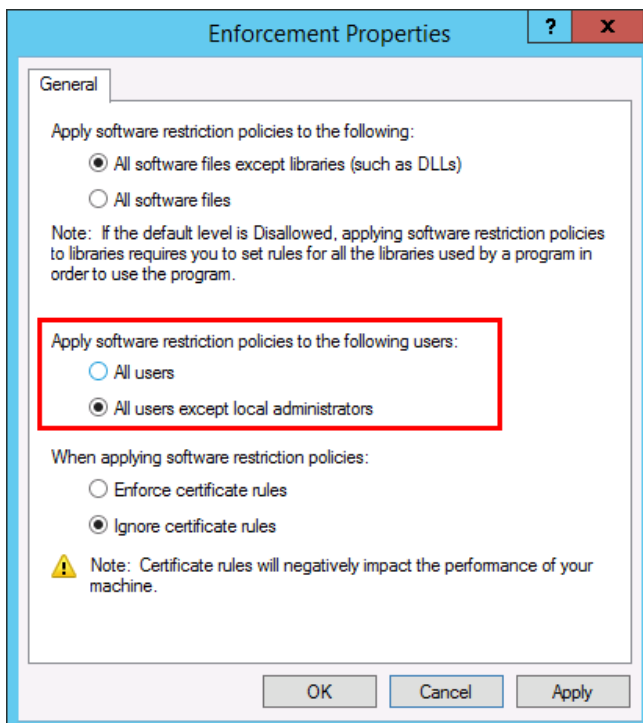 Enforcement Properties
?
x
General
Apply software restriction policies to the following:
All software files except libraries (such as DLLs)
All software files
Note:  If the default level is Disallowed, applying software restriction policies
to libraries requires you to set rules for all the libraries used by a program in
order to use the program.
Apply software restriction policies to the following users:
All users
All users except local administrators
When applying software restriction policies:
Enforce certificate rules
Ignore certificate rules
Note:  Certificate rules will negatively impact the performance of your
machine.
OK
Cancel
Apply